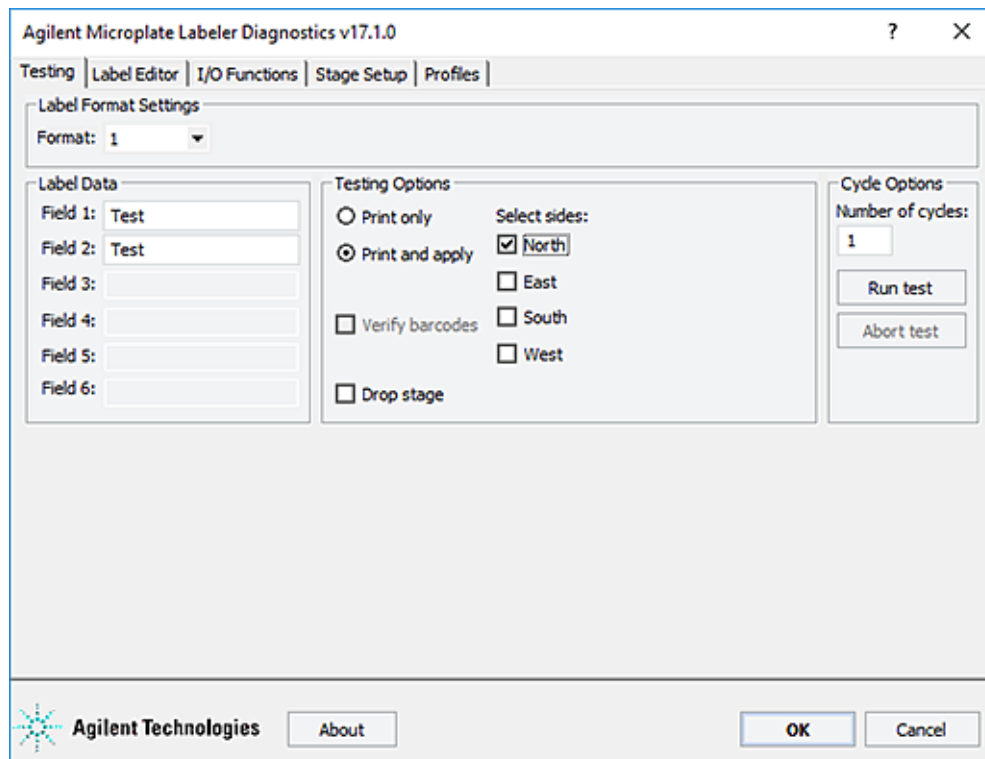 Agilent Microplate Labeler Diagnostics v17.1.0 ? X
Testing Label Editor I/O Functions Stage Setup Profiles
Label Format Settings
Format: 1
Label Data
Field 1: Test
Field 2: Test
Field 3:
Field 4:
Field 5:
Field 6:
Testing Options
Print only
Print and apply
Verify barcodes
Drop stage
Select sides:
North
East
South
West
Cycle Options
Number of cycles:
1
Run test
Abort test
Agilent Technologies About OK Cancel